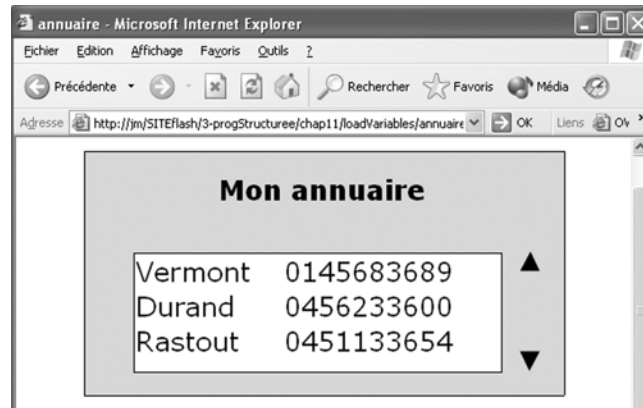 annuaire - Microsoft Internet Explorer
Fichier Edition Affichage Favoris Outils ?
Précédente Rechercher Favoris Média
Adresse http://jm/SITEflash/3-progStructuree/chap11/loadVariables/annuaire OK Liens
Mon annuaire
Vermont 0145683689
Durand 0456233600
Rastout 0451133654